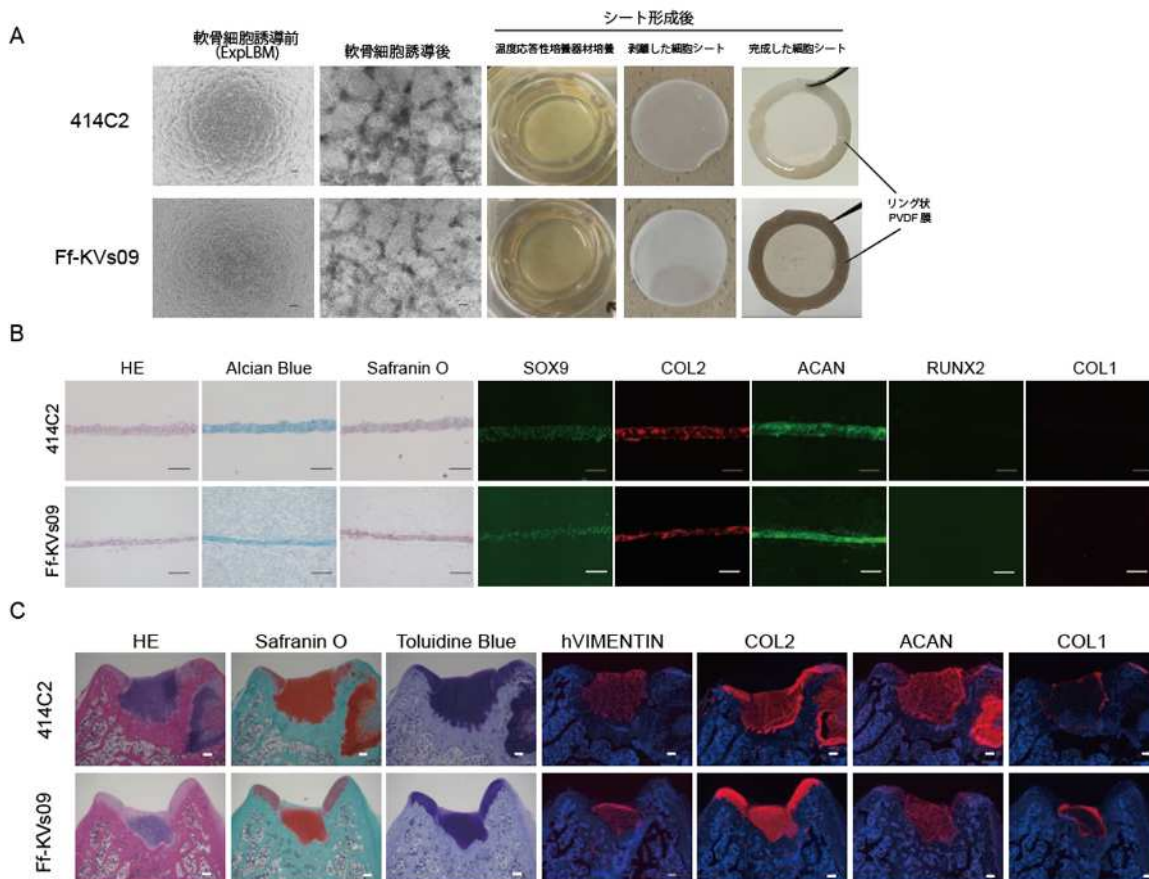 A
軟骨細胞誘導前
(ExpLBM)
軟骨細胞誘導後
シート形成後
温度応答性培養器材培養
剥離した細胞シート
完成した細胞シート
414C2
Ff-KVs09
リング状
PVDF 膜
B
HE
Alcian Blue
Safranin O
SOX9
COL2
ACAN
RUNX2
COL1
414C2
Ff-KVs09
C
HE
Safranin O
Toluidine Blue
hVIMENTIN
COL2
ACAN
COL1
414C2
Ff-KVs09